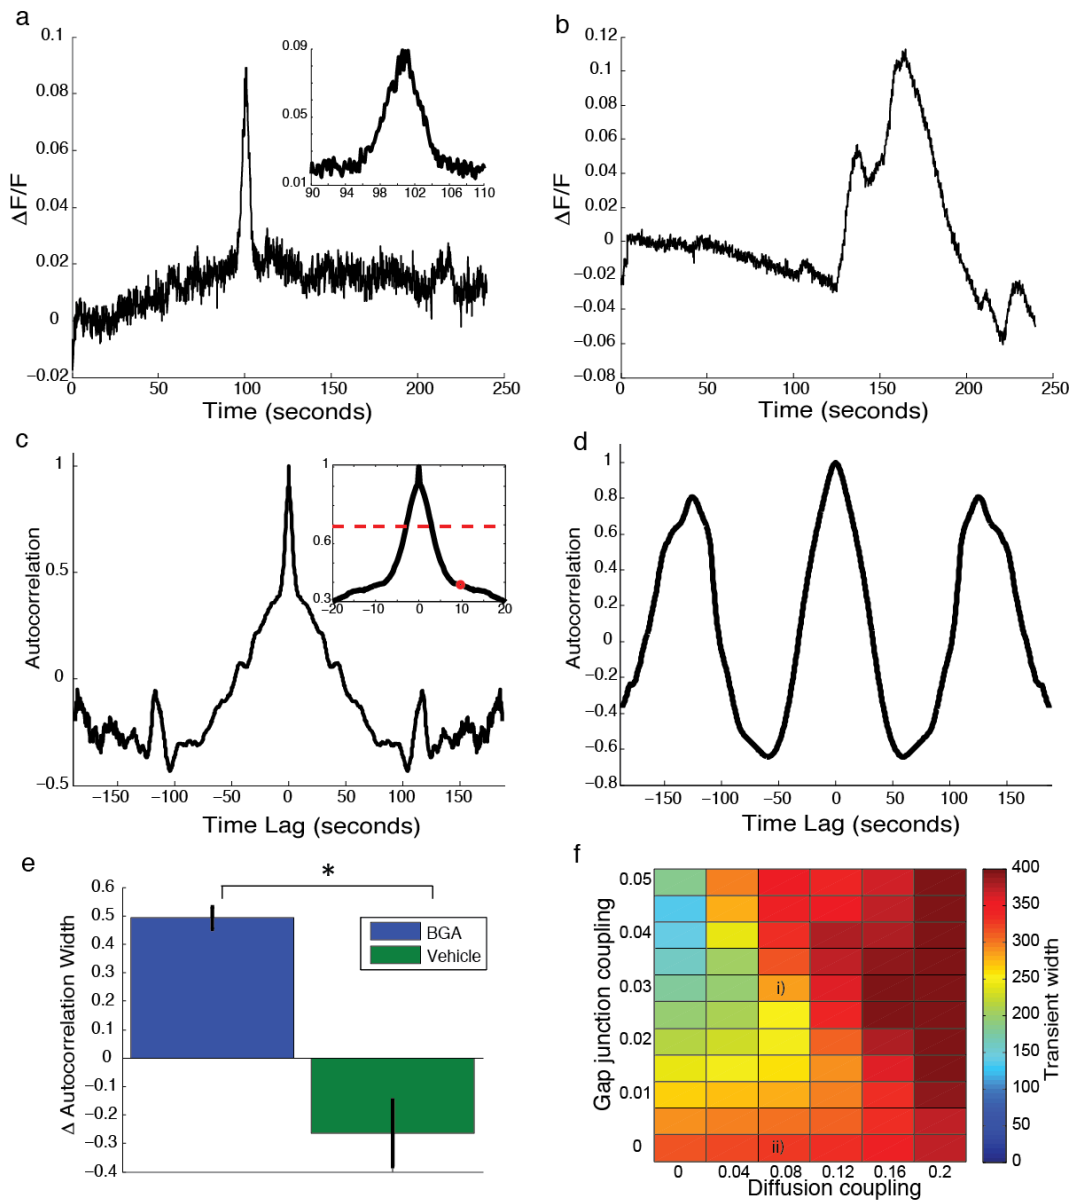 a
ΔF/F
0.1
0.08
0.06
0.04
0.02
0
−0.02
0 50 100 150 200 250
Time (seconds)
0.09
0.05
0.01
90 94 98 102 106 110
b
ΔF/F
0.12
0.1
0.08
0.06
0.04
0.02
0
−0.02
−0.04
−0.06
−0.08
0 50 100 150 200 250
Time (seconds)
c
Autocorrelation
1
0.5
0
−0.5
−150 −100 −50 0 50 100 150
Time Lag (seconds)
1
0.6
0.3
−20 −10 0 10 20
d
Autocorrelation
1
0.8
0.6
0.4
0.2
0
−0.2
−0.4
−0.6
−0.8
−150 −100 −50 0 50 100 150
Time Lag (seconds)
e
Δ Autocorrelation Width
0.6
0.5
0.4
0.3
0.2
0.1
0
−0.1
−0.2
−0.3
−0.4
*
BGA
Vehicle
f
Gap junction coupling
0.05
0.04
0.03
0.02
0.01
0
i)
ii)
0 0.04 0.08 0.12 0.16 0.2
Diffusion coupling
400
350
300
250
200
150
100
50
0
Transient width